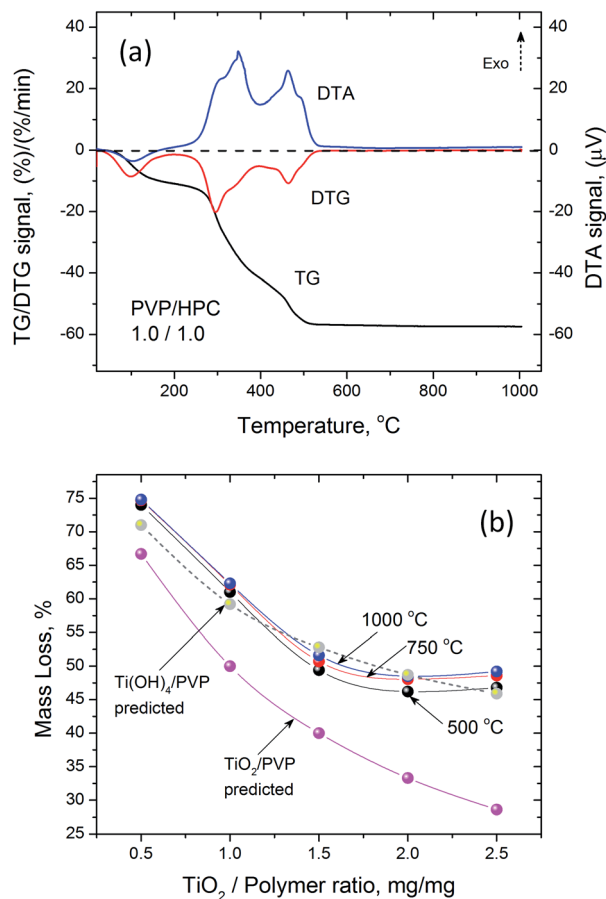 (a)
Exo
DTA
DTG
TG
PVP/HPC
1.0 / 1.0
TG/DTG signal, (%)/(%/min)
40
20
0
-20
-40
-60
DTA signal, (μV)
40
20
0
-20
-40
-60
200 400 600 800 1000
Temperature, °C
(b)
Mass Loss, %
75
70
65
60
55
50
45
40
35
30
25
1000 °C
750 °C
500 °C
Ti(OH)₄/PVP
predicted
TiO₂/PVP
predicted
0.5 1.0 1.5 2.0 2.5
TiO₂ / Polymer ratio, mg/mg